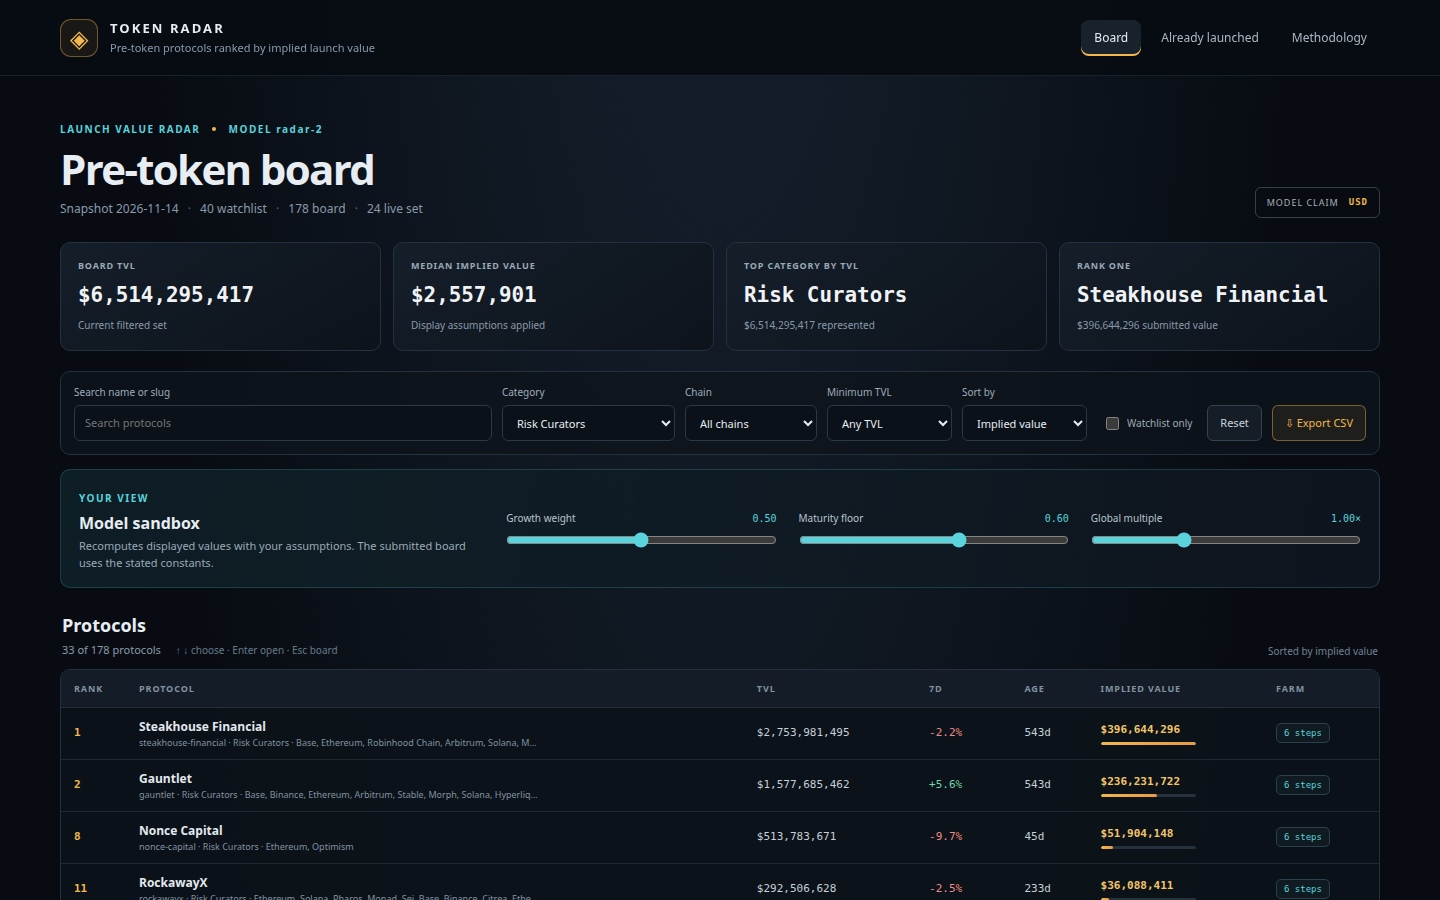 TOKEN RADAR
Pre-token protocols ranked by implied launch value
Board
Already launched
Methodology
LAUNCH VALUE RADAR • MODEL radar-2
Pre-token board
Snapshot 2026-11-14 · 40 watchlist · 178 board · 24 live set
MODEL CLAIM USD
BOARD TVL
$6,514,295,417
Current filtered set
MEDIAN IMPLIED VALUE
$2,557,901
Display assumptions applied
TOP CATEGORY BY TVL
Risk Curators
$6,514,295,417 represented
RANK ONE
Steakhouse Financial
$396,644,296 submitted value
Search name or slug
Search protocols
Category
Risk Curators
Chain
All chains
Minimum TVL
Any TVL
Sort by
Implied value
Watchlist only
Reset
⇩ Export CSV
YOUR VIEW
Model sandbox
Recomputes displayed values with your assumptions. The submitted board
uses the stated constants.
Growth weight 0.50
Maturity floor 0.60
Global multiple 1.00×
Protocols
33 of 178 protocols ↑ ↓ choose · Enter open · Esc board
Sorted by implied value
RANK PROTOCOL TVL 7D AGE IMPLIED VALUE FARM
1 Steakhouse Financial $2,753,981,495 -2.2% 543d $396,644,296 6 steps
steakhouse-financial · Risk Curators · Base, Ethereum, Robinhood Chain, Arbitrum, Solana, M...
2 Gauntlet $1,577,685,462 +5.6% 543d $236,231,722 6 steps
gauntlet · Risk Curators · Base, Binance, Ethereum, Arbitrum, Stable, Morph, Solana, Hyperliq...
8 Nonce Capital $513,783,671 -9.7% 45d $51,904,148 6 steps
nonce-capital · Risk Curators · Ethereum, Optimism
11 RockawayX $292,506,628 -2.5% 233d $36,088,411 6 steps
rockawayx · Risk Curators · Ethereum, Solana, Pharos, Monad, Sei, Base, Binance, Citrea, Ethe...